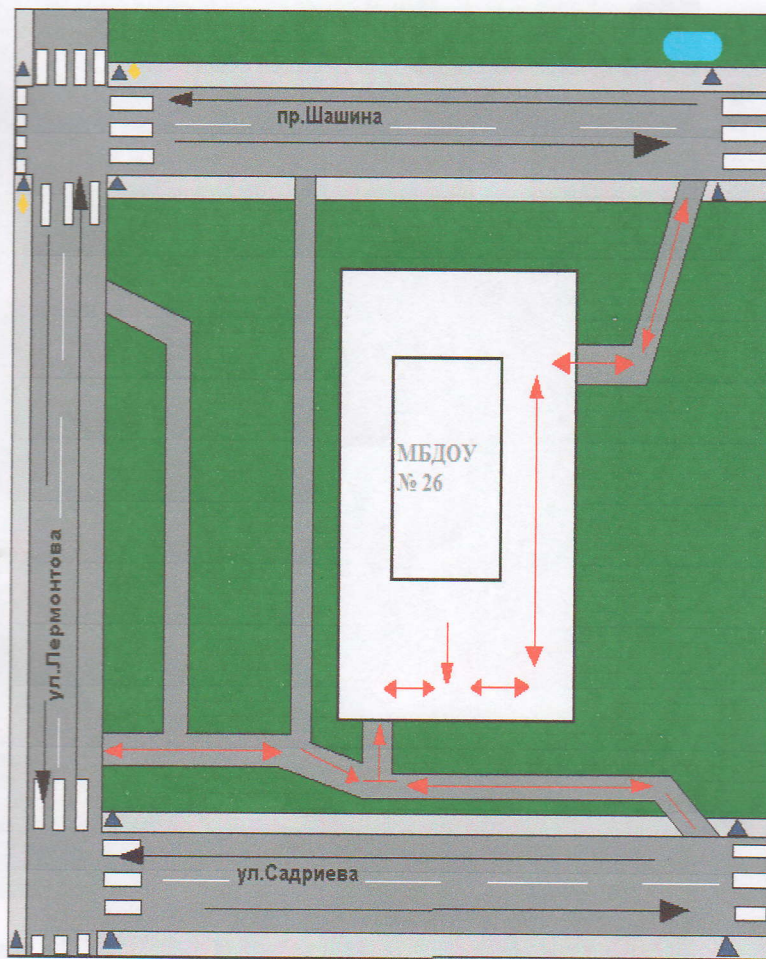 пр.Шашина
МБДОУ
№ 26
ул.Лермонтова
ул.Садриева